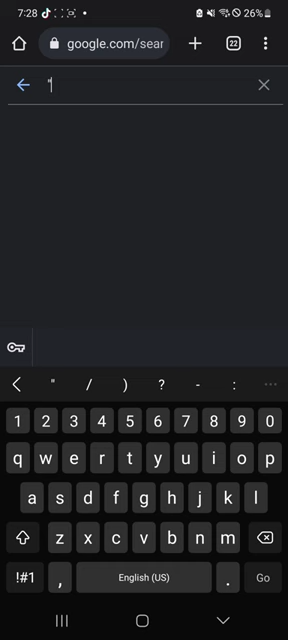 7:28 26%
google.com/sear 22
"
" / ) ? - : ...
1 2 3 4 5 6 7 8 9 0
q w e r t y u i o p
a s d f g h j k l
z x c v b n m
!#1 , English (US) . Go